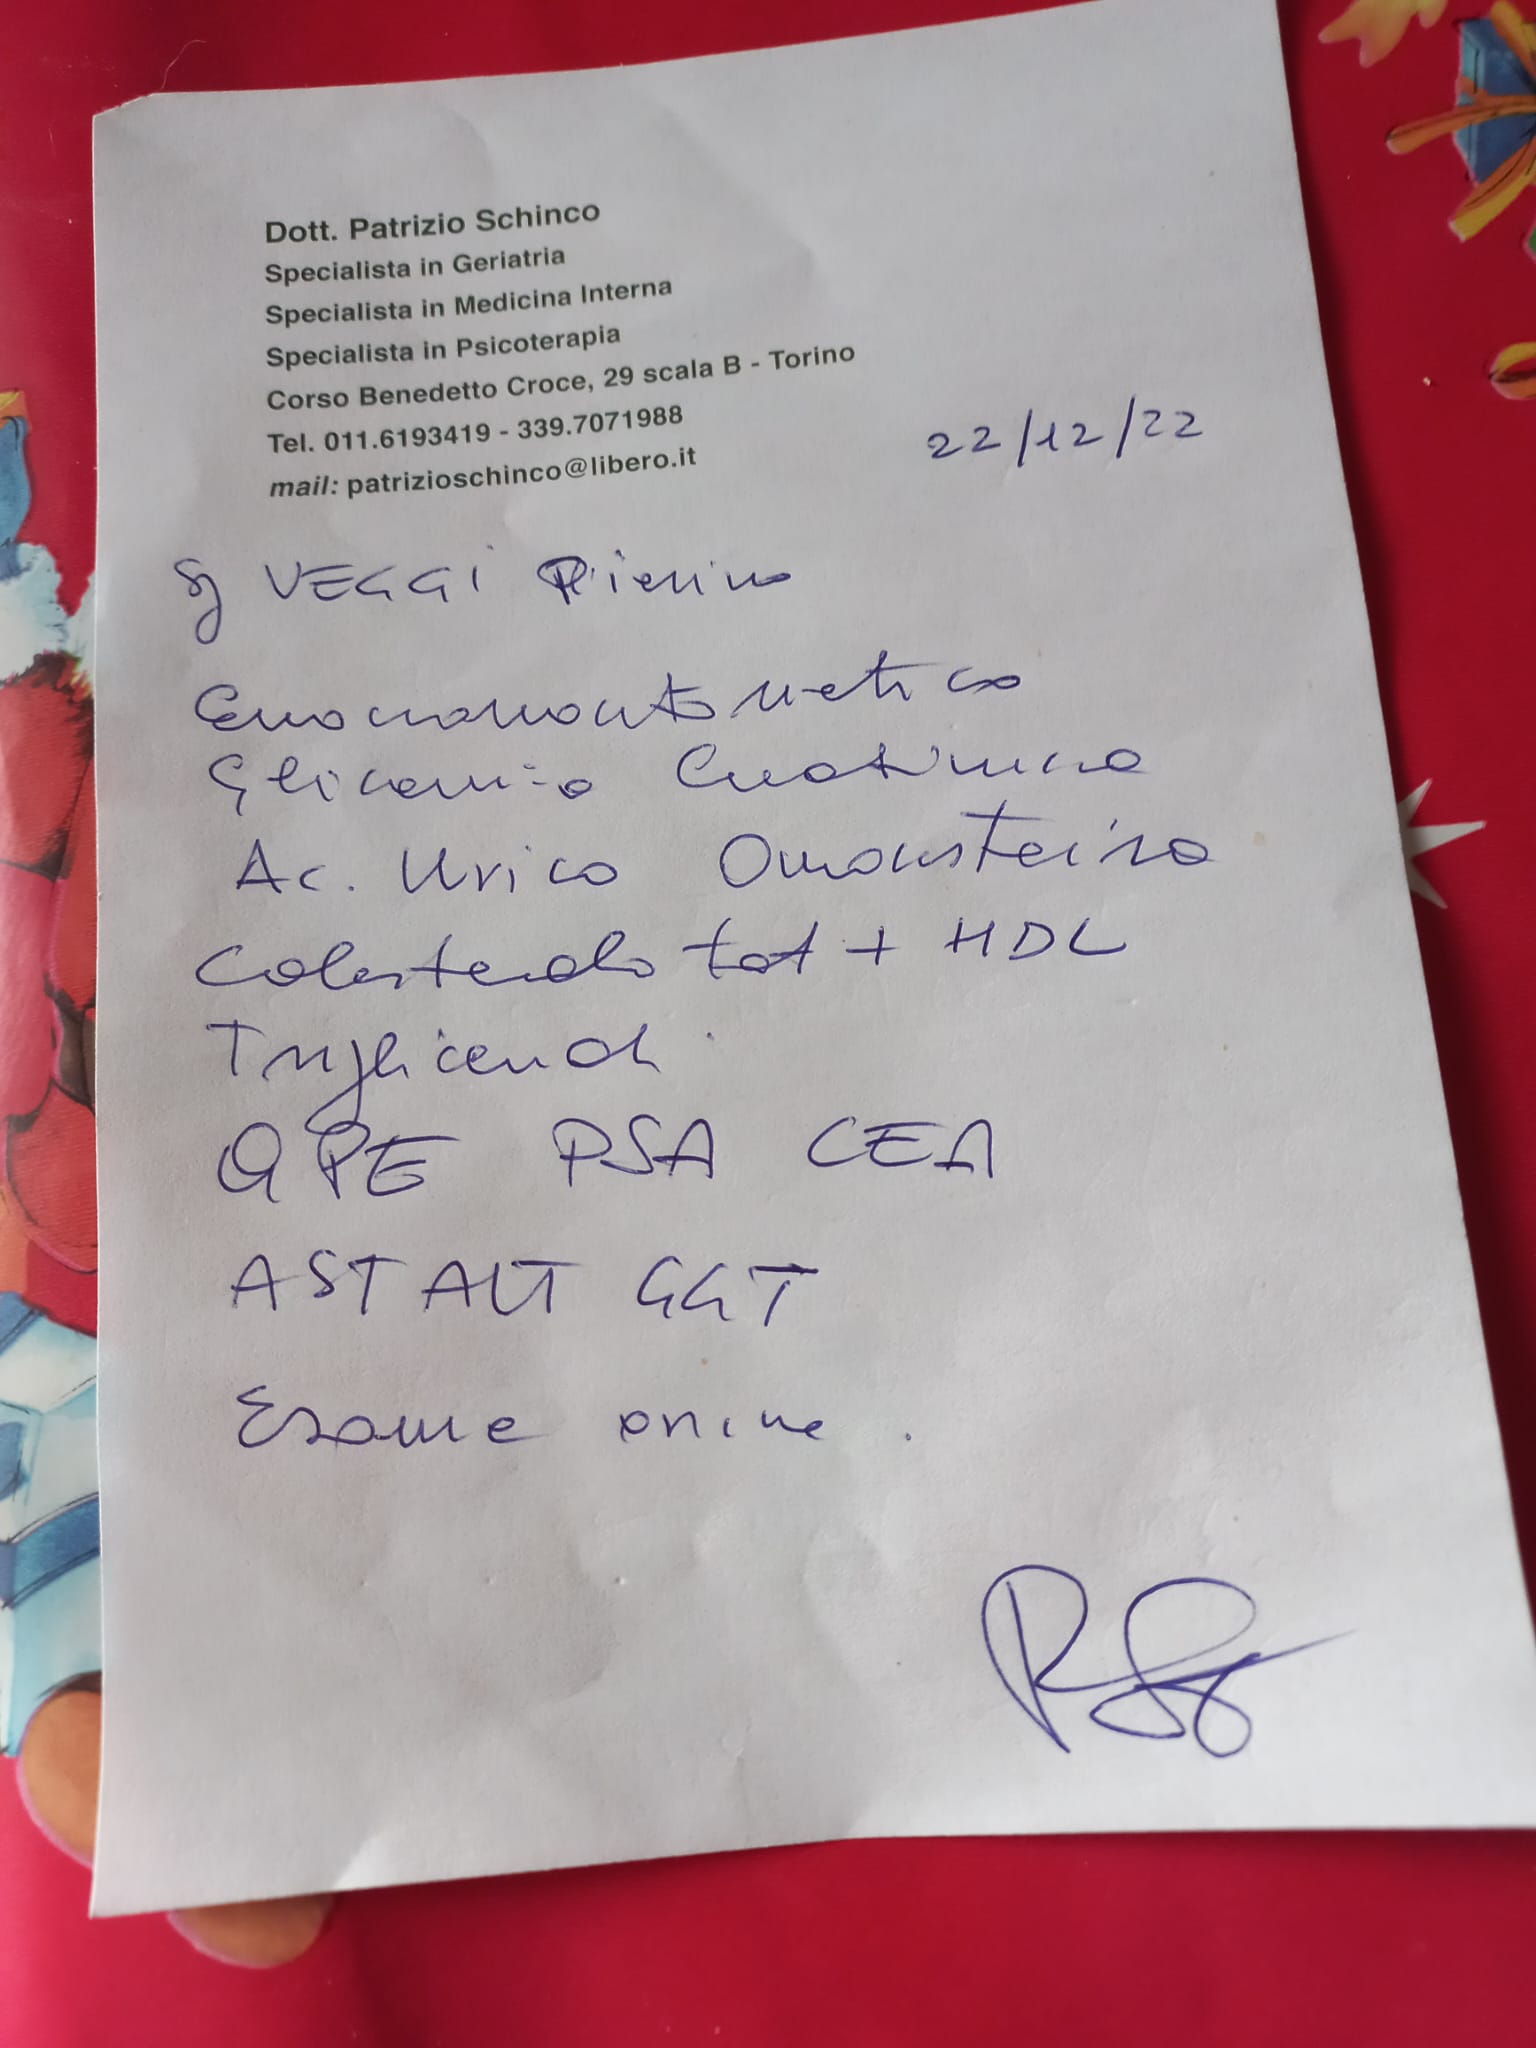 Dott. Patrizio Schinco
Specialista in Geriatria
Specialista in Medicina Interna
Specialista in Psicoterapia
Corso Benedetto Croce, 29 scala B - Torino
Tel. 011.6193419 - 339.7071988
mail: patrizioschinco@libero.it
22/12/22
Sg VEGGI Pierino
Emocromocitometrico
Glicemia Creatinina
Ac. Urico Omocisteina
Colesterolo tot + HDL
Trigliceridi
QPE PSA CEA
AST ALT GGT
Esame urine.